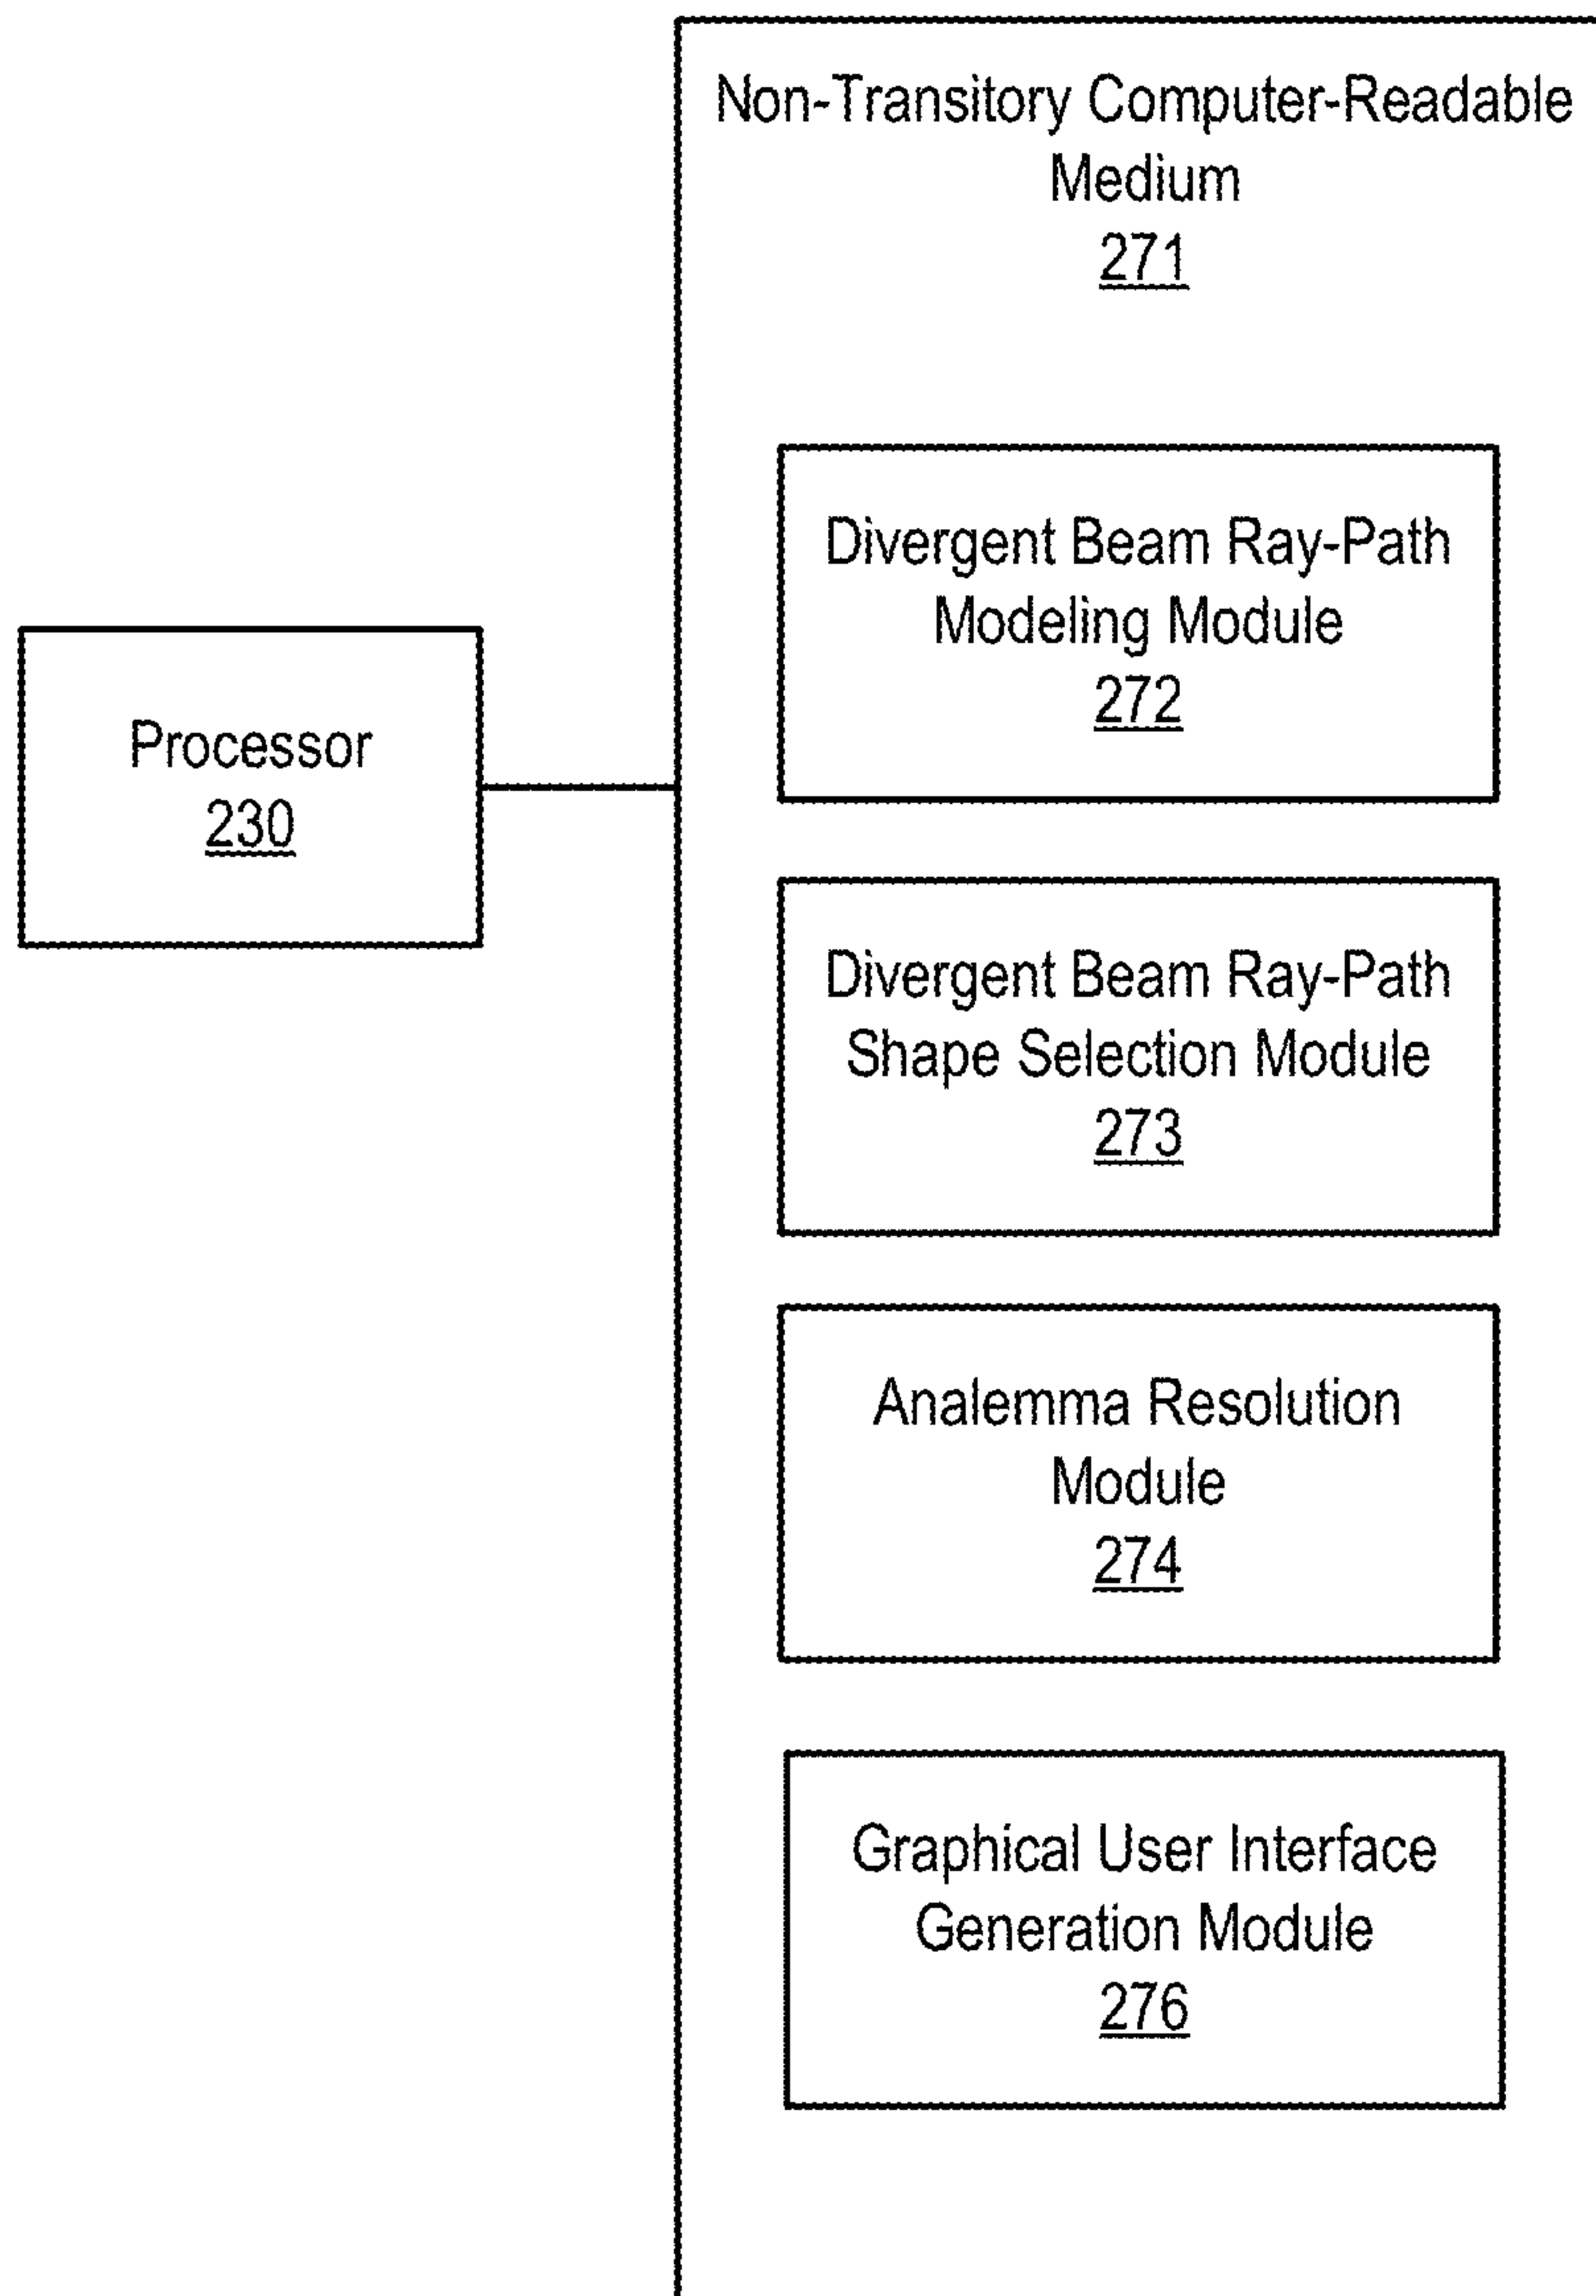 Non-Transitory Computer-Readable
Medium
271
Divergent Beam Ray-Path
Modeling Module
272
Processor
230
Divergent Beam Ray-Path
Shape Selection Module
273
Analemma Resolution
Module
274
Graphical User Interface
Generation Module
276